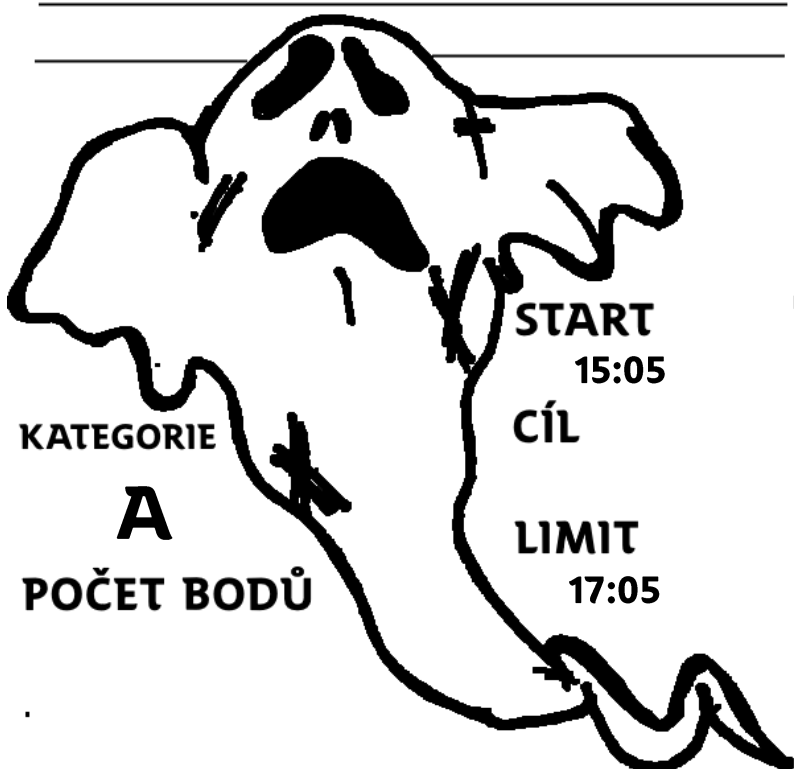 START
15:05
CÍL
KATEGORIE
A
LIMIT
17:05
POČET BODŮ